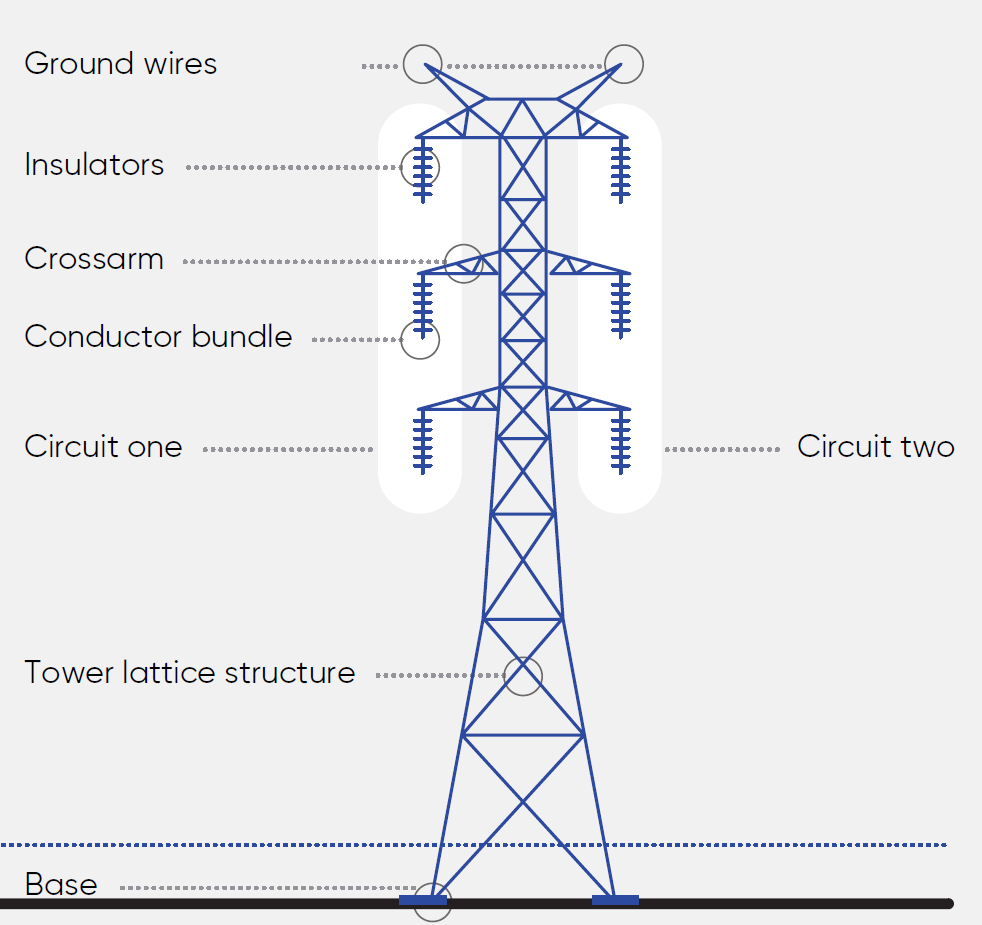 Ground wires
Insulators
Crossarm
Conductor bundle
Circuit one
Circuit two
Tower lattice structure
Base